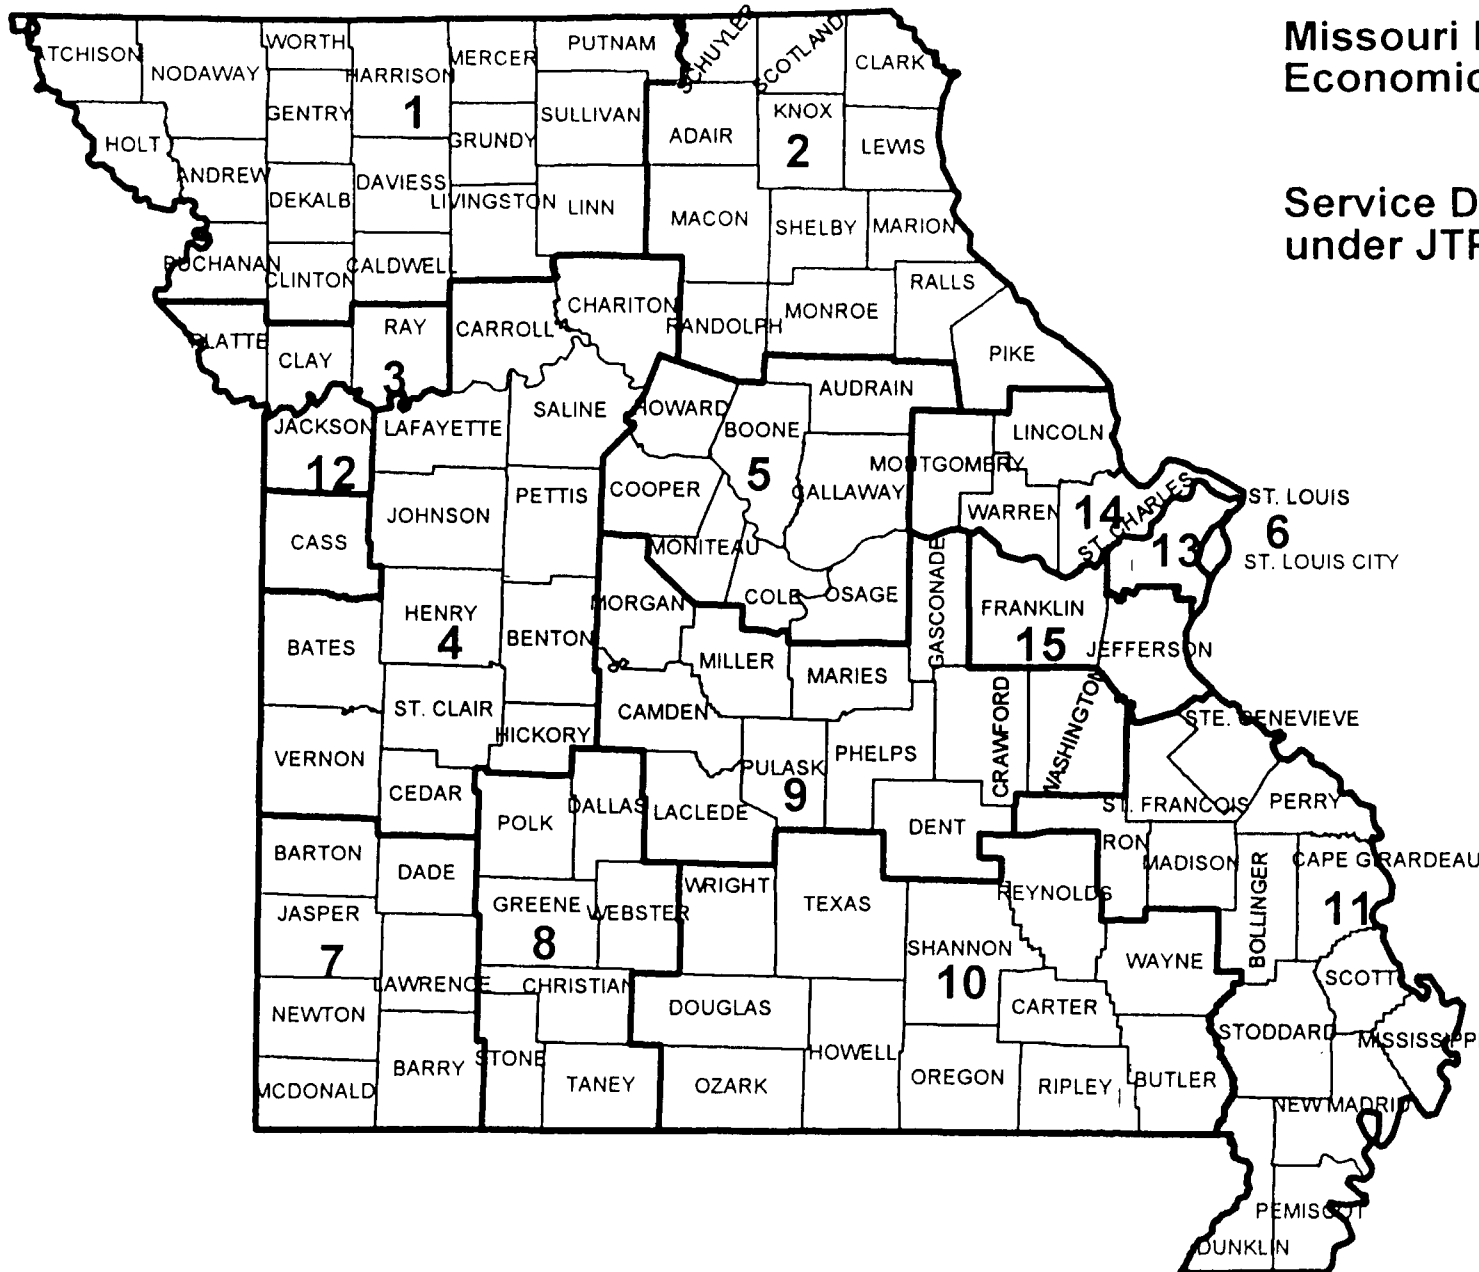 Missouri
Economic
Service D
under JTP
ATCHISON
NODAWAY
WORTH
HARRISON
1
MERCER
PUTNAM
SCHUYLER
SCOTLAND
CLARK
GENTRY
SULLIVAN
KNOX
2
HOLT
GRUNDY
ADAIR
LEWIS
ANDREW
DEKALB
DAVIESS
LIVINGSTON
LINN
MACON
SHELBY
MARION
BUCHANAN
CLINTON
CALDWELL
RALLS
PLATTE
CLAY
RAY
3
CARROLL
CHARITON
RANDOLPH
MONROE
PIKE
AUDRAIN
JACKSON
12
LAFAYETTE
SALINE
HOWARD
BOONE
5
LINCOLN
MONTGOMERY
CASS
JOHNSON
PETTIS
COOPER
CALLAWAY
WARREN
14
ST. CHARLES
13
ST. LOUIS
6
ST. LOUIS CITY
MONITEAU
COLE
OSAGE
GASCONADE
FRANKLIN
15
JEFFERSON
BATES
HENRY
4
BENTON
MORGAN
MILLER
MARIES
VERNON
ST. CLAIR
HICKORY
CAMDEN
PULASK
9
PHELPS
CRAWFORD
WASHINGTON
STE. GENEVIEVE
CEDAR
POLK
DALLAS
LACLEDE
DENT
ST. FRANCOIS
PERRY
BARTON
DADE
WRIGHT
TEXAS
REYNOLDS
IRON
MADISON
BOLLINGER
CAPE GIRARDEAU
11
JASPER
7
GREENE
8
WEBSTER
SHANNON
10
WAYNE
SCOTT
LAWRENCE
CHRISTIAN
NEWTON
DOUGLAS
CARTER
STODDARD
MISSISSIPPI
MCDONALD
BARRY
STONE
TANEY
OZARK
HOWELL
OREGON
RIPLEY
BUTLER
NEW MADRID
PEMISCOT
DUNKLIN